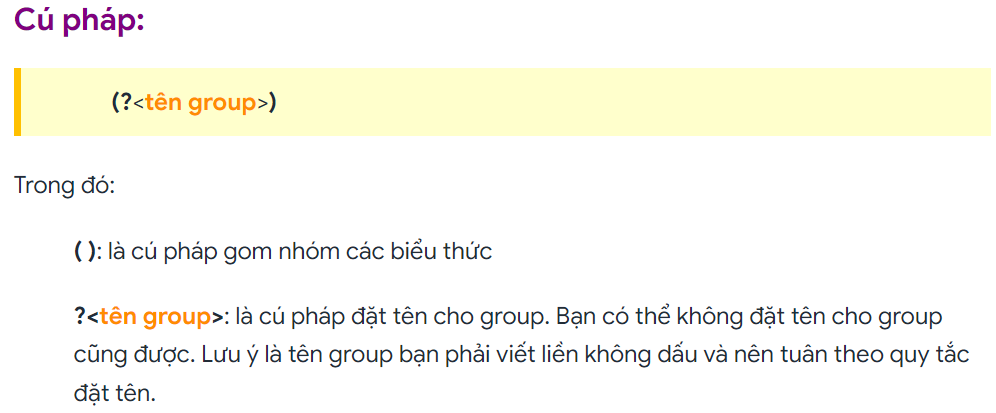 Cú pháp:
(?<tên group>)
Trong đó:
( ): là cú pháp gom nhóm các biểu thức
?<tên group>: là cú pháp đặt tên cho group. Bạn có thể không đặt tên cho group
cũng được. Lưu ý là tên group bạn phải viết liền không dấu và nên tuân theo quy tắc
đặt tên.